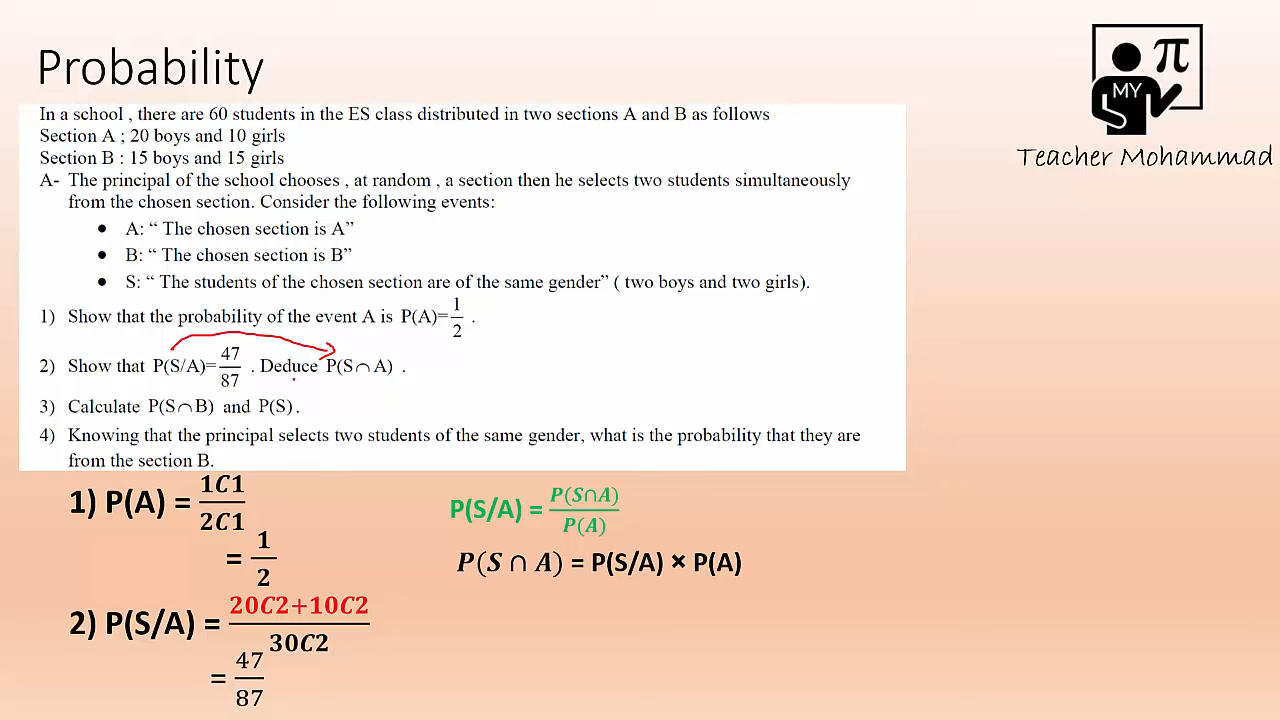 Probability
MY π
Teacher Mohammad
In a school , there are 60 students in the ES class distributed in two sections A and B as follows
Section A ; 20 boys and 10 girls
Section B : 15 boys and 15 girls
A- The principal of the school chooses , at random , a section then he selects two students simultaneously
from the chosen section. Consider the following events:
• A: “ The chosen section is A”
• B: “ The chosen section is B”
• S: “ The students of the chosen section are of the same gender” ( two boys and two girls).
1) Show that the probability of the event A is P(A)=1/2 .
2) Show that P(S/A)=47/87 . Deduce P(S∩A) .
3) Calculate P(S∩B) and P(S).
4) Knowing that the principal selects two students of the same gender, what is the probability that they are
from the section B.
1) P(A) = 1C1/2C1
= 1/2
2) P(S/A) = 20C2+10C2/30C2
= 47/87
P(S/A) = P(S∩A)/P(A)
P(S ∩ A) = P(S/A) × P(A)